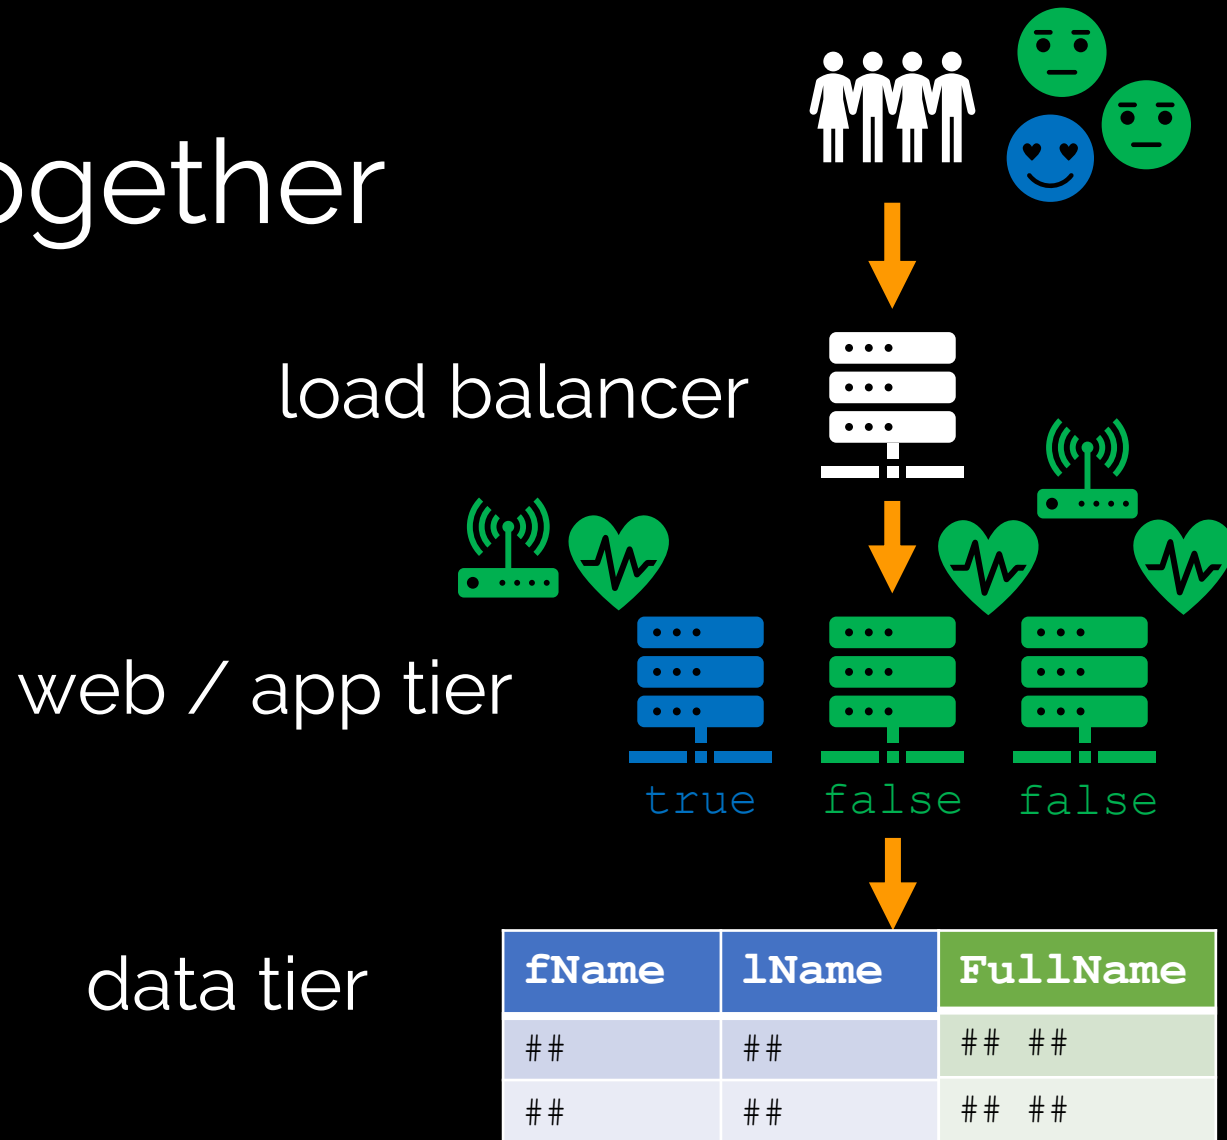 ogether
load balancer
web / app tier
true false false
data tier
fName lName FullName
## ## ## ##
## ## ## ##